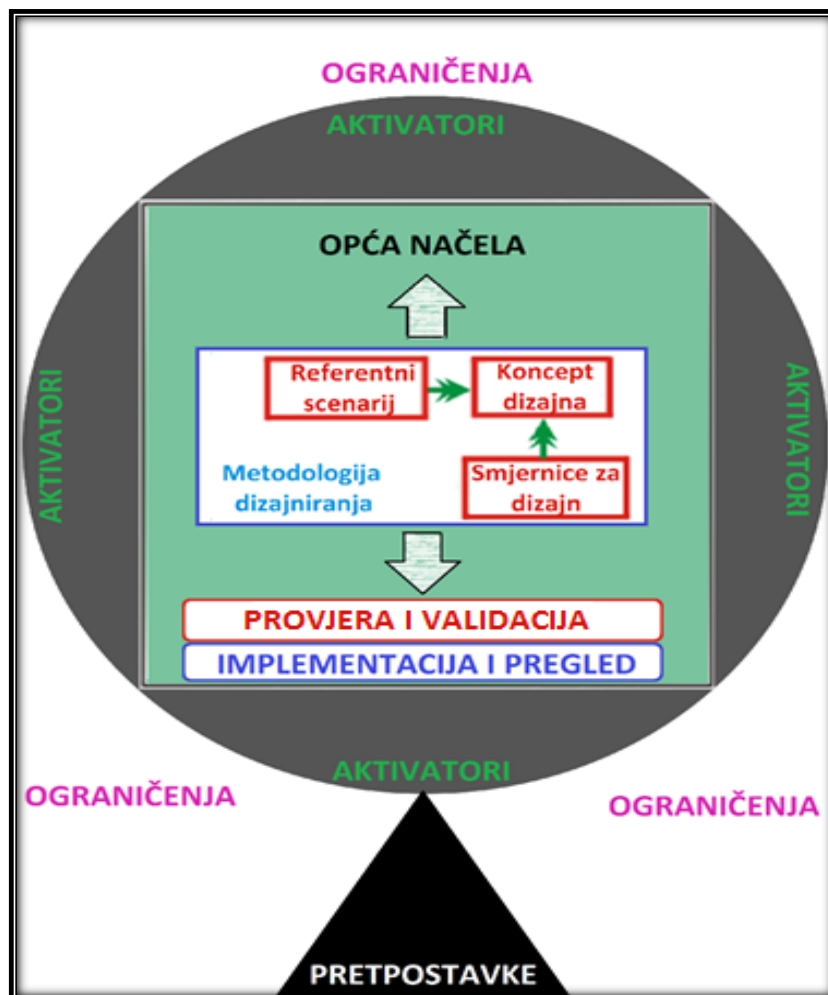 OGRANIČENJA
AKTIVATORI
OPĆA NAČELA
Referentni
scenarij
Koncept
dizajna
Metodologija
dizajniranja
Smjernice za
dizajn
AKTIVATORI
AKTIVATORI
PROVJERA I VALIDACIJA
IMPLEMENTACIJA I PREGLED
AKTIVATORI
OGRANIČENJA
OGRANIČENJA
PRETPOSTAVKE